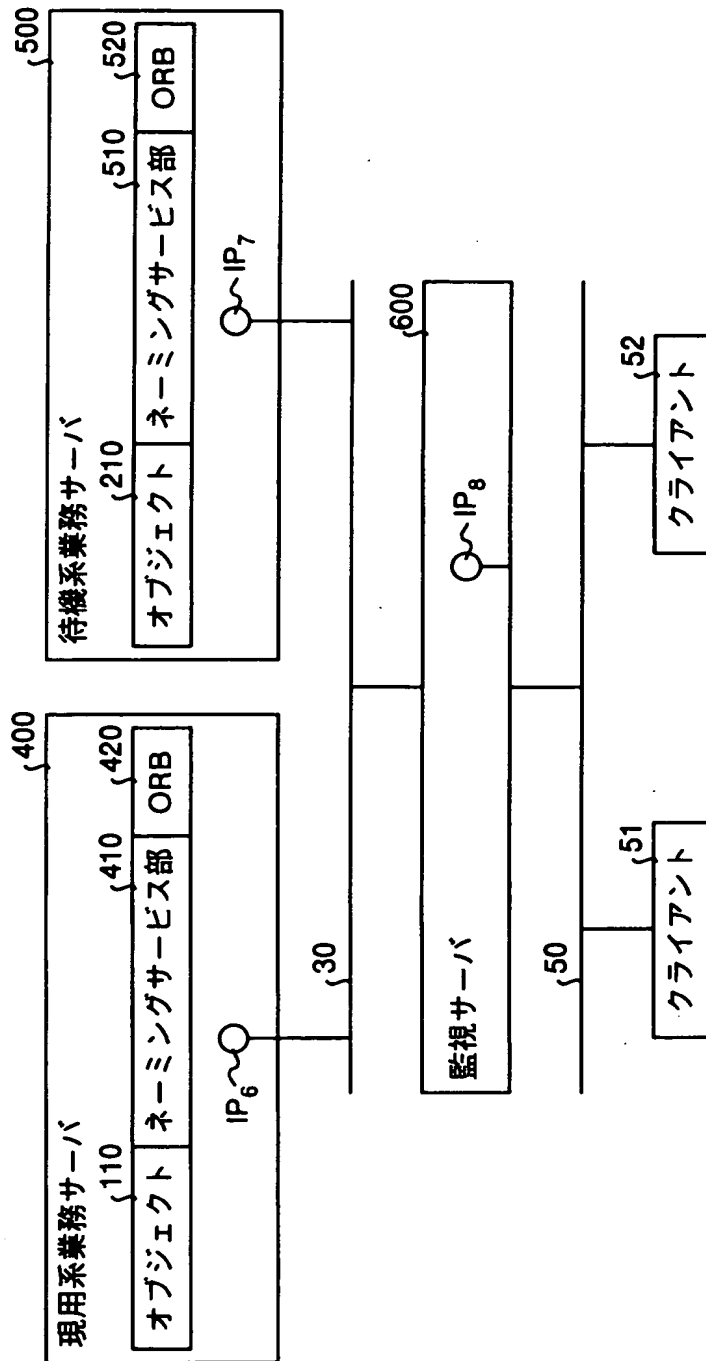 現用系業務サーバ
400
110
410
420
オブジェクト
ネーミングサービス部
ORB
IP6
待機系業務サーバ
500
210
510
520
オブジェクト
ネーミングサービス部
ORB
IP7
30
監視サーバ
600
IP8
50
51
クライアント
52
クライアント